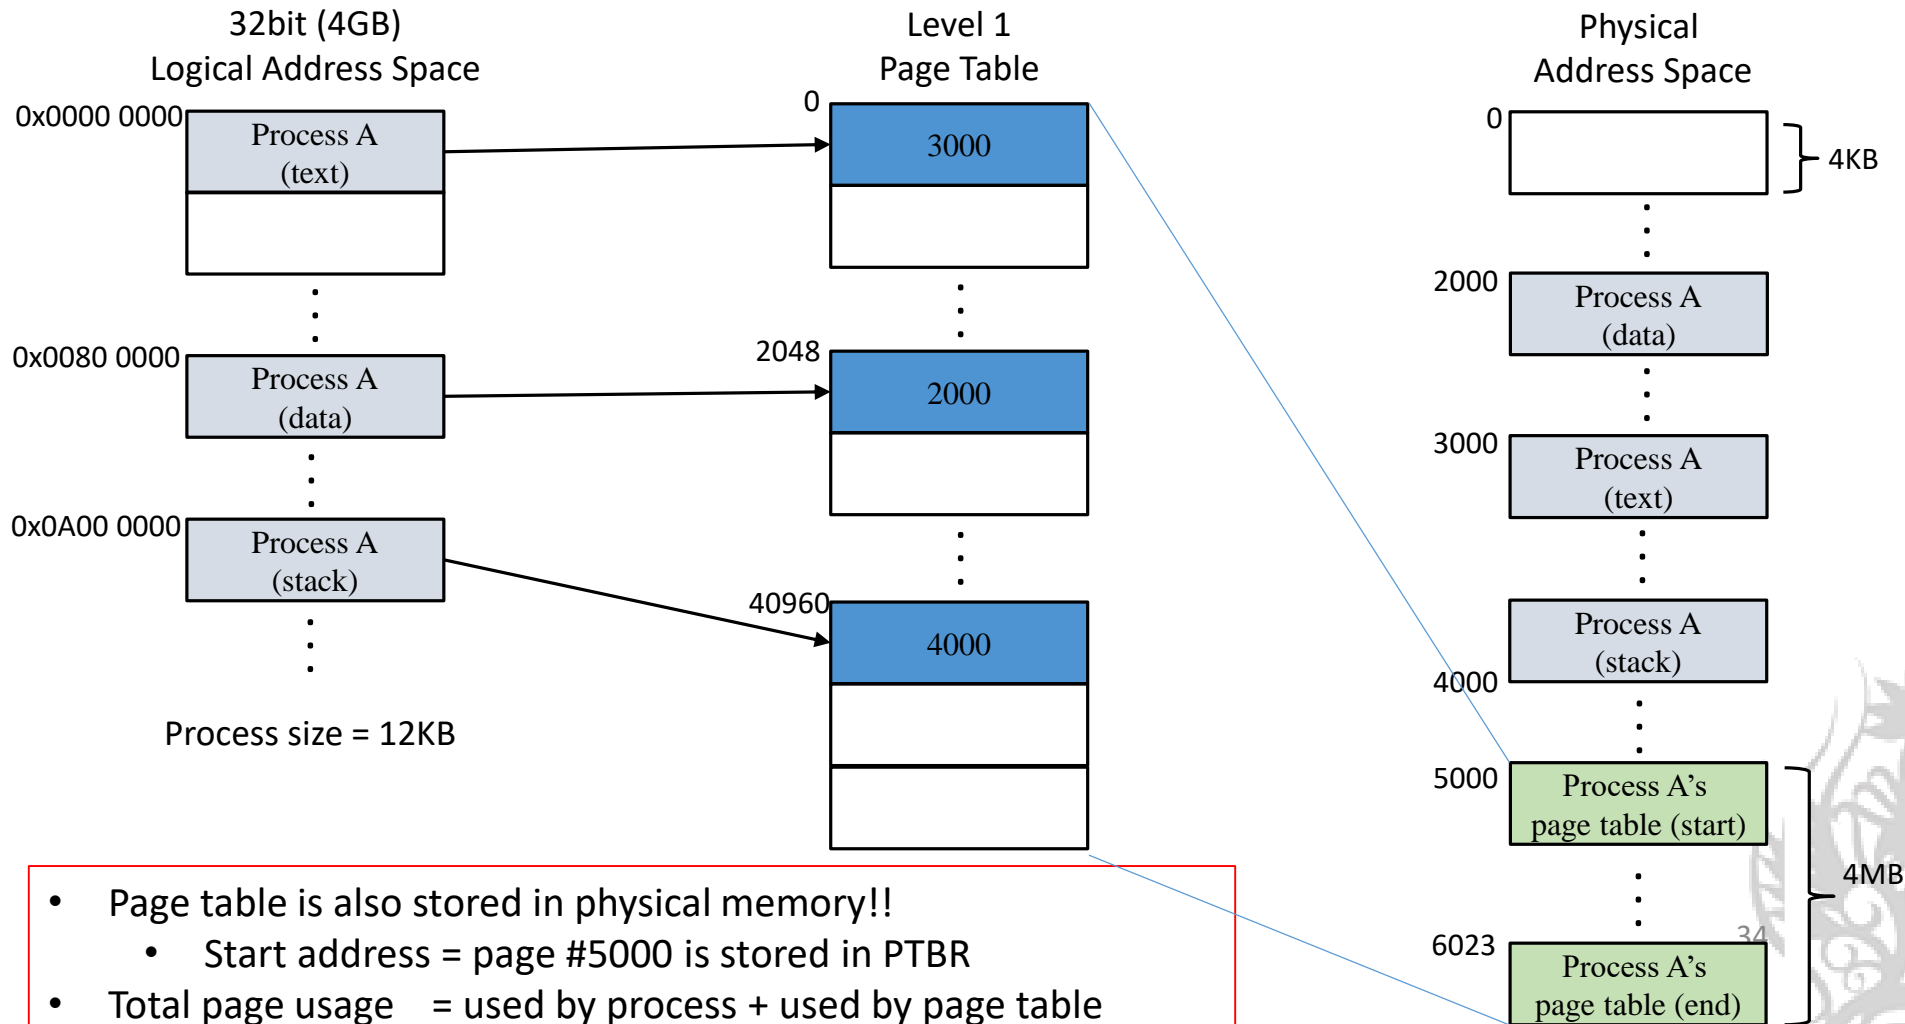 32bit (4GB)
Logical Address Space
0x0000 0000
Process A
(text)
0x0080 0000
Process A
(data)
0x0A00 0000
Process A
(stack)
Process size = 12KB
Level 1
Page Table
0
3000
2048
2000
40960
4000
Physical
Address Space
0
4KB
2000
Process A
(data)
3000
Process A
(text)
Process A
(stack)
4000
5000
Process A's
page table (start)
4MB
34
6023
Process A's
page table (end)
• Page table is also stored in physical memory!!
• Start address = page #5000 is stored in PTBR
• Total page usage = used by process + used by page table